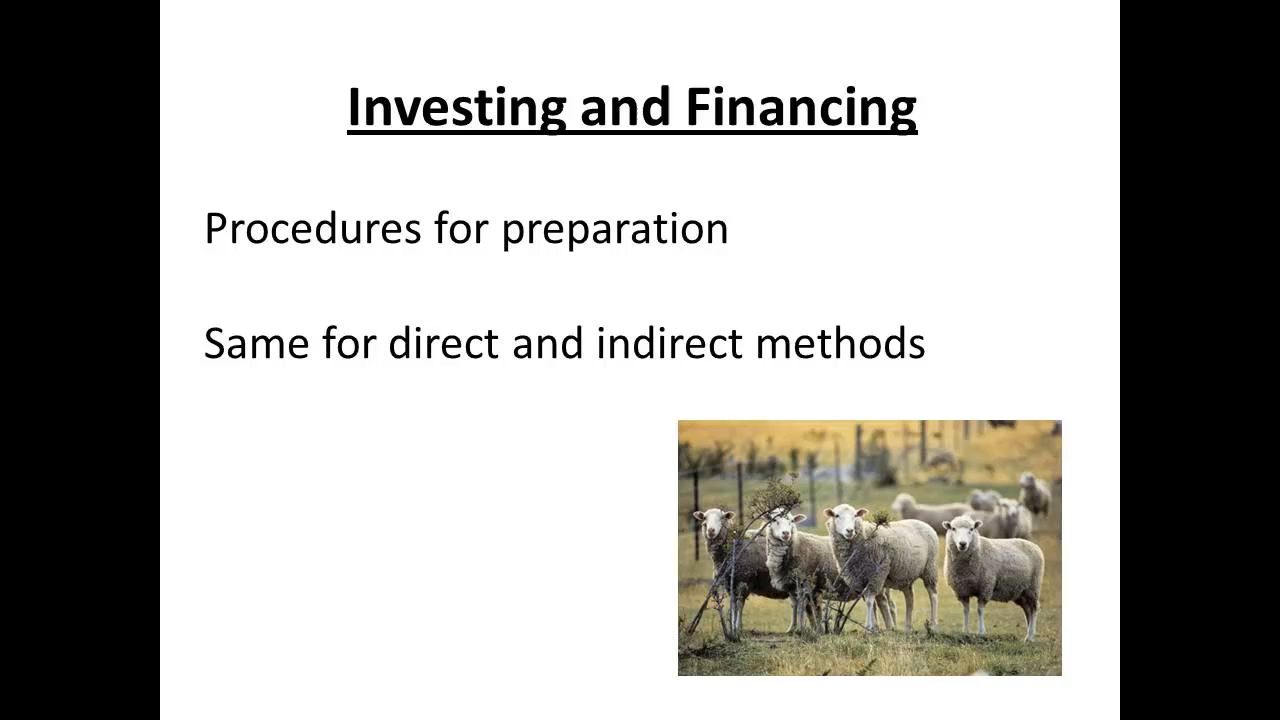 Investing and Financing
Procedures for preparation
Same for direct and indirect methods